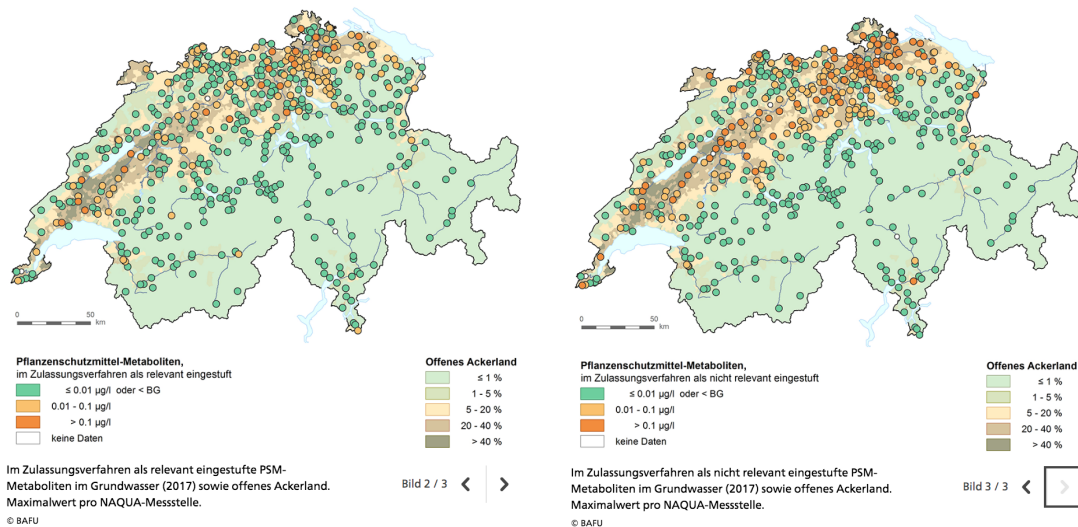 0
50
km
Pflanzenschutzmittel-Metaboliten,
im Zulassungsverfahren als relevant eingestuft
≤ 0.01 µg/l oder < BG
0.01 - 0.1 µg/l
> 0.1 µg/l
keine Daten
Offenes Ackerland
≤ 1 %
1 - 5 %
5 - 20 %
20 - 40 %
> 40 %
Im Zulassungsverfahren als relevant eingestufte PSM-
Metaboliten im Grundwasser (2017) sowie offenes Ackerland.
Maximalwert pro NAQUA-Messstelle.
© BAFU
Bild 2 / 3
0
50
km
Pflanzenschutzmittel-Metaboliten,
im Zulassungsverfahren als nicht relevant eingestuft
≤ 0.01 µg/l oder < BG
0.01 - 0.1 µg/l
> 0.1 µg/l
keine Daten
Offenes Ackerland
≤ 1 %
1 - 5 %
5 - 20 %
20 - 40 %
> 40 %
Im Zulassungsverfahren als nicht relevant eingestufte PSM-
Metaboliten im Grundwasser (2017) sowie offenes Ackerland.
Maximalwert pro NAQUA-Messstelle.
© BAFU
Bild 3 / 3